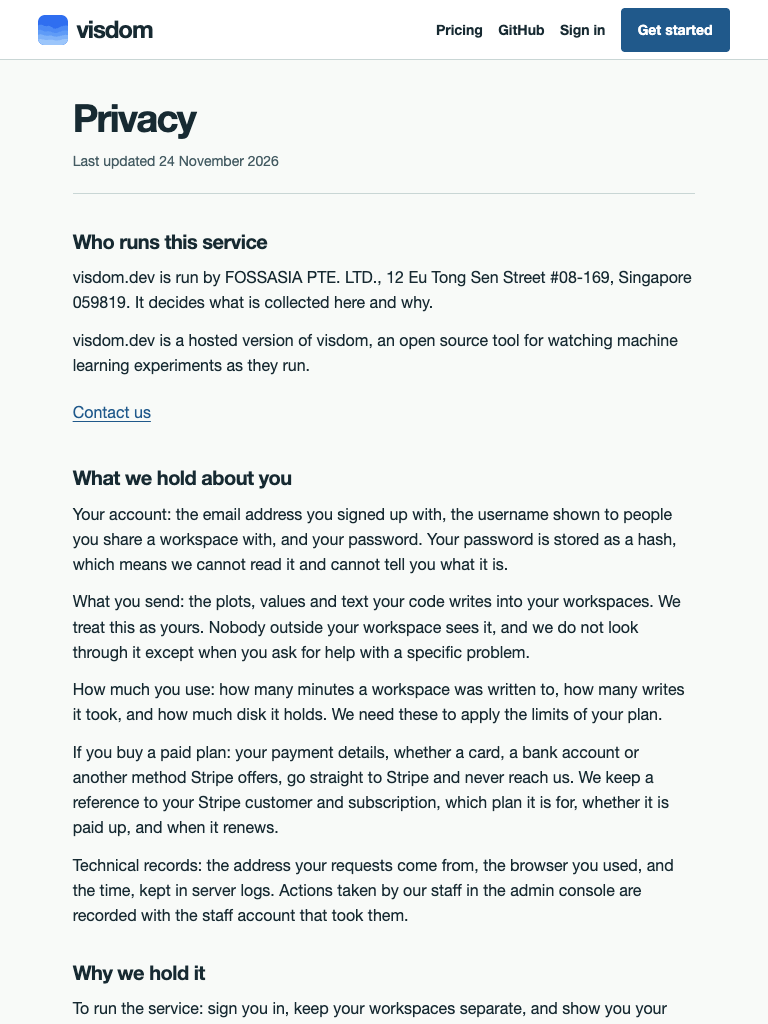 visdom
Pricing
GitHub
Sign in
Get started
Privacy
Last updated 24 November 2026
Who runs this service
visdom.dev is run by FOSSASIA PTE. LTD., 12 Eu Tong Sen Street #08-169, Singapore
059819. It decides what is collected here and why.
visdom.dev is a hosted version of visdom, an open source tool for watching machine
learning experiments as they run.
Contact us
What we hold about you
Your account: the email address you signed up with, the username shown to people
you share a workspace with, and your password. Your password is stored as a hash,
which means we cannot read it and cannot tell you what it is.
What you send: the plots, values and text your code writes into your workspaces. We
treat this as yours. Nobody outside your workspace sees it, and we do not look
through it except when you ask for help with a specific problem.
How much you use: how many minutes a workspace was written to, how many writes
it took, and how much disk it holds. We need these to apply the limits of your plan.
If you buy a paid plan: your payment details, whether a card, a bank account or
another method Stripe offers, go straight to Stripe and never reach us. We keep a
reference to your Stripe customer and subscription, which plan it is for, whether it is
paid up, and when it renews.
Technical records: the address your requests come from, the browser you used, and
the time, kept in server logs. Actions taken by our staff in the admin console are
recorded with the staff account that took them.
Why we hold it
To run the service: sign you in, keep your workspaces separate, and show you your